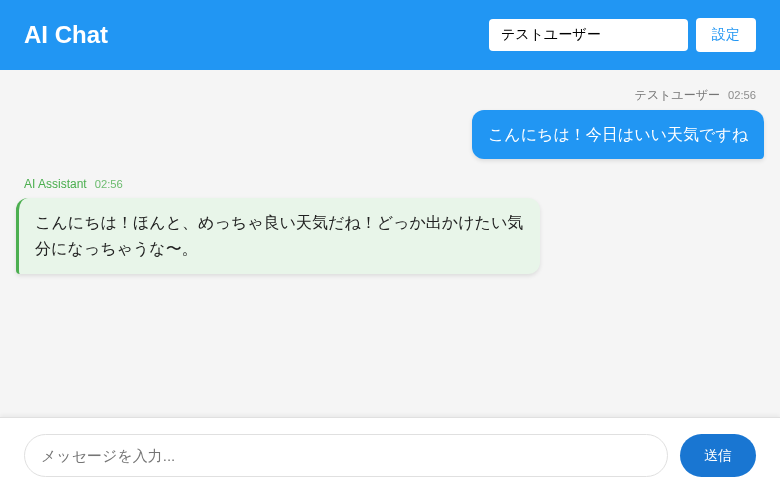 AI Chat
テストユーザー
設定
テストユーザー 02:56
こんにちは！今日はいい天気ですね
AI Assistant 02:56
こんにちは！ほんと、めっちゃ良い天気だね！どっか出かけたい気
分になっちゃうな〜。
メッセージを入力...
送信